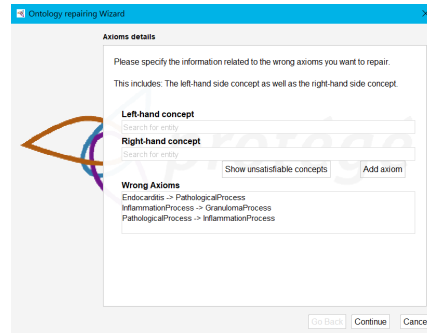 Ontology repairing Wizard
Axioms details
Please specify the information related to the wrong axioms you want to repair.
This includes: The left-hand side concept as well as the right-hand side concept.
Left-hand concept
Search for entity
Right-hand concept
Search for entity
Show unsatisfiable concepts Add axiom
Wrong Axioms
Endocarditis -> PathologicalProcess
InflammationProcess -> GranulomaProcess
PathologicalProcess -> InflammationProcess
Go Back Continue Cance